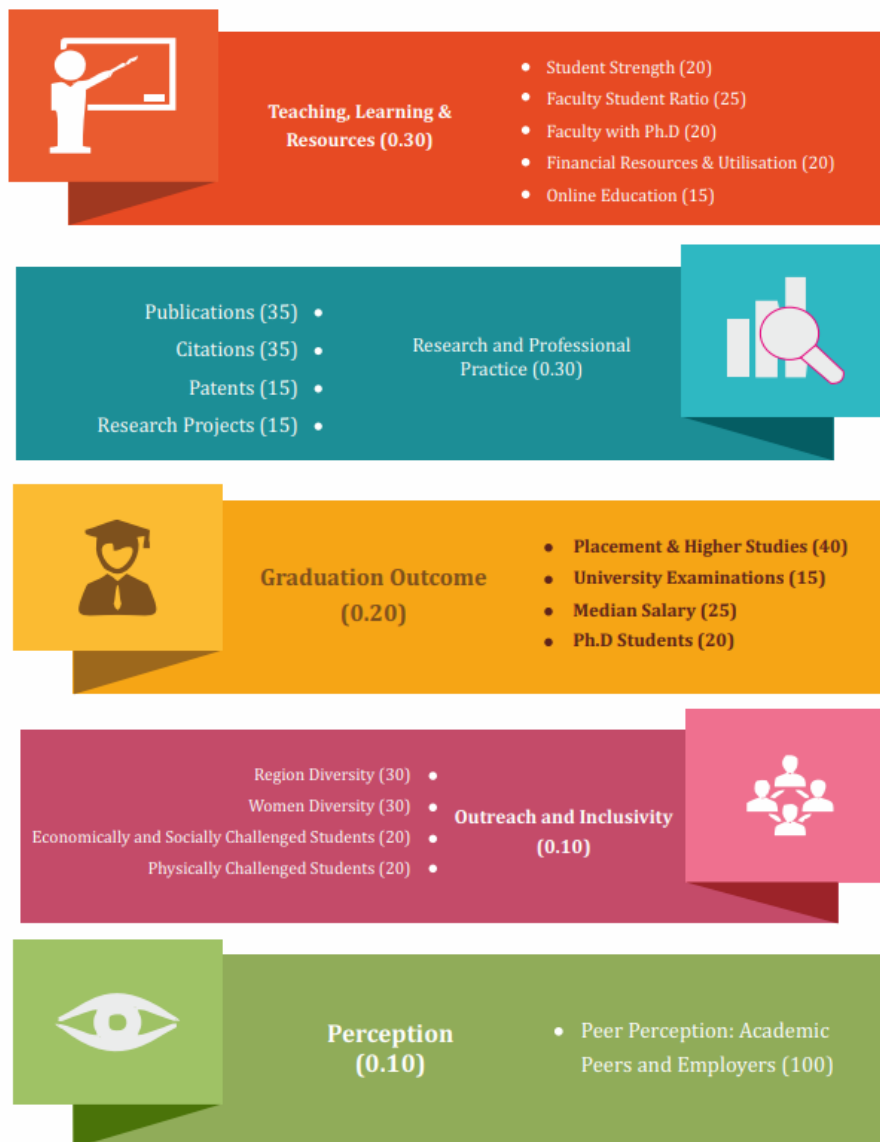 Teaching, Learning &
Resources (0.30)
• Student Strength (20)
• Faculty Student Ratio (25)
• Faculty with Ph.D (20)
• Financial Resources & Utilisation (20)
• Online Education (15)
Publications (35) •
Citations (35) •
Patents (15) •
Research Projects (15) •
Research and Professional
Practice (0.30)
Graduation Outcome
(0.20)
• Placement & Higher Studies (40)
• University Examinations (15)
• Median Salary (25)
• Ph.D Students (20)
Region Diversity (30) •
Women Diversity (30) •
Economically and Socially Challenged Students (20) •
Physically Challenged Students (20) •
Outreach and Inclusivity
(0.10)
Perception
(0.10)
• Peer Perception: Academic
Peers and Employers (100)